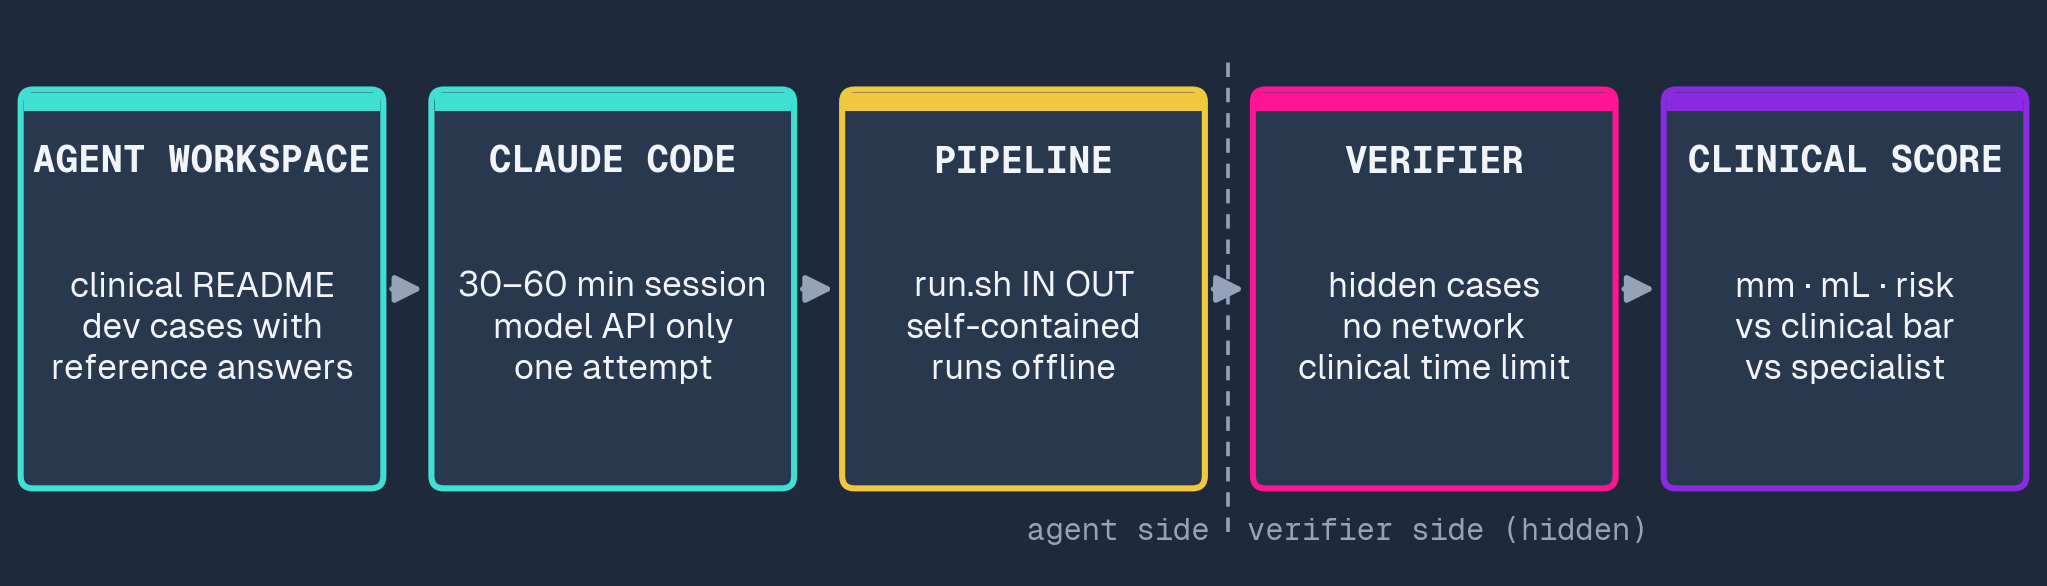 AGENT WORKSPACE
clinical README
dev cases with
reference answers
CLAUDE CODE
30–60 min session
model API only
one attempt
PIPELINE
run.sh IN OUT
self-contained
runs offline
VERIFIER
hidden cases
no network
clinical time limit
CLINICAL SCORE
mm · mL · risk
vs clinical bar
vs specialist
agent side
verifier side (hidden)